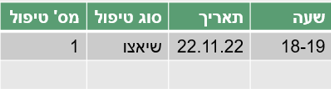 שעה תאריך סוג טיפול מס' טיפול
18-19 22.11.22 שיאצו 1